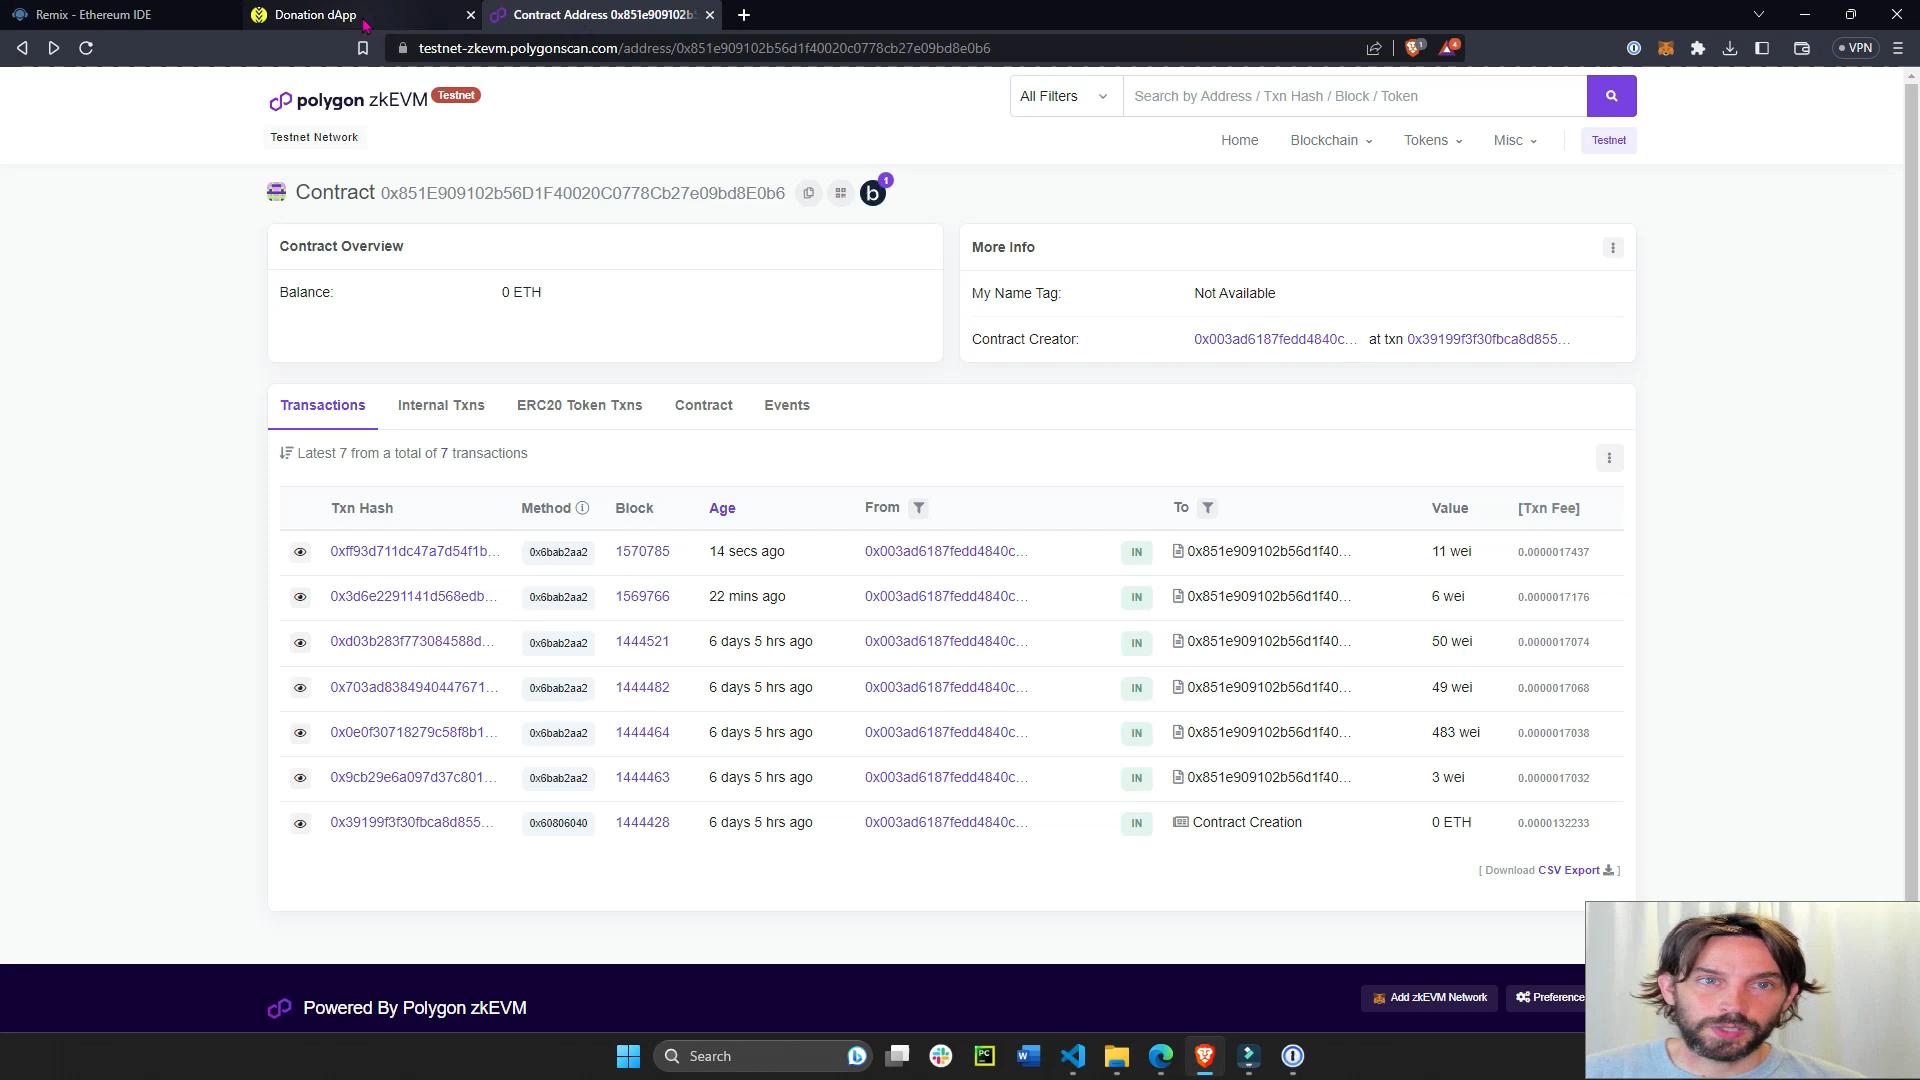 Remix - Ethereum IDE
Donation dApp
Contract Address 0x851e909102b5
testnet-zkevm.polygonscan.com/address/0x851e909102b56d1f40020c0778cb27e09bd8e0b6
1
4
VPN
polygon zkEVM Testnet
All Filters
Search by Address / Txn Hash / Block / Token
Testnet Network
Home Blockchain Tokens Misc Testnet
Contract 0x851E909102b56D1F40020C0778Cb27e09bd8E0b6
b 1
Contract Overview
More Info
Balance: 0 ETH
My Name Tag: Not Available
Contract Creator: 0x003ad6187fedd4840c... at txn 0x39199f3f30fbca8d855...
Transactions Internal Txns ERC20 Token Txns Contract Events
Latest 7 from a total of 7 transactions
Txn Hash Method Block Age From To Value [Txn Fee]
0xff93d711dc47a7d54f1b... 0x6bab2aa2 1570785 14 secs ago 0x003ad6187fedd4840c... IN 0x851e909102b56d1f40... 11 wei 0.0000017437
0x3d6e2291141d568edb... 0x6bab2aa2 1569766 22 mins ago 0x003ad6187fedd4840c... IN 0x851e909102b56d1f40... 6 wei 0.0000017176
0xd03b283f773084588d... 0x6bab2aa2 1444521 6 days 5 hrs ago 0x003ad6187fedd4840c... IN 0x851e909102b56d1f40... 50 wei 0.0000017074
0x703ad8384940447671... 0x6bab2aa2 1444482 6 days 5 hrs ago 0x003ad6187fedd4840c... IN 0x851e909102b56d1f40... 49 wei 0.0000017068
0x0e0f30718279c58f8b1... 0x6bab2aa2 1444464 6 days 5 hrs ago 0x003ad6187fedd4840c... IN 0x851e909102b56d1f40... 483 wei 0.0000017038
0x9cb29e6a097d37c801... 0x6bab2aa2 1444463 6 days 5 hrs ago 0x003ad6187fedd4840c... IN 0x851e909102b56d1f40... 3 wei 0.0000017032
0x39199f3f30fbca8d855... 0x60806040 1444428 6 days 5 hrs ago 0x003ad6187fedd4840c... IN Contract Creation 0 ETH 0.0000132233
[ Download CSV Export ]
Powered By Polygon zkEVM
Add zkEVM Network
Preference
Search
PC
W